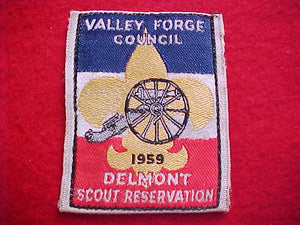 VALLEY FORGE
COUNCIL
1959
DELMONT
SCOUT RESERVATION